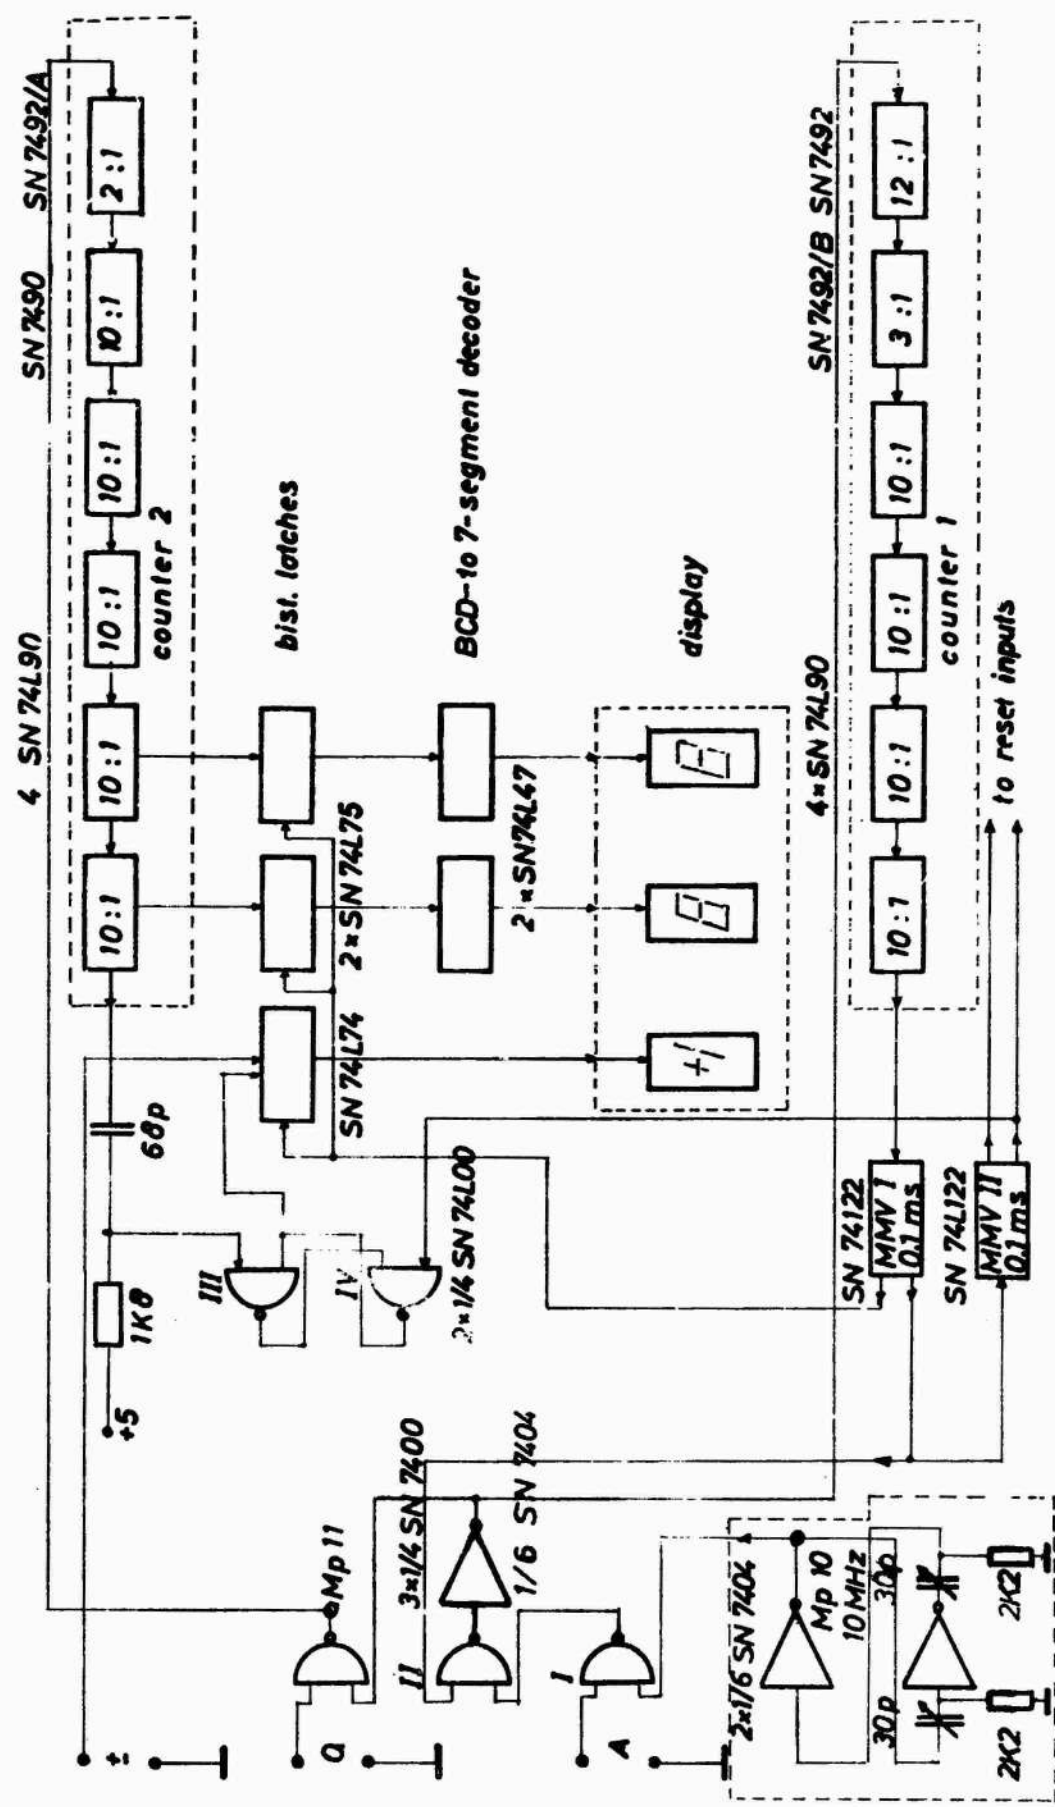 4 SN 74L90
SN 7490
SN 7492/A
10:1
10:1
10:1
10:1
10:1
2:1
counter 2
+5
1K8
68p
III
IV
2×1/4 SN 74L00
SN 74L74
2×SN 74L75
bist. latches
2×SN74L47
BCD-to 7-segment decoder
+1
8
8
display
±
Q
A
Mp 11
II
I
3×1/4 SN 7400
1/6 SN 7404
2×1/6 SN 7404
Mp 10
10 MHz
30p
30p
2K2
2K2
4×SN 74L90
SN 7492/B
SN 7492
10:1
10:1
10:1
10:1
3:1
12:1
counter 1
SN 74122
MMV I
0.1 ms
SN 74L122
MMV II
0.1 ms
to reset inputs